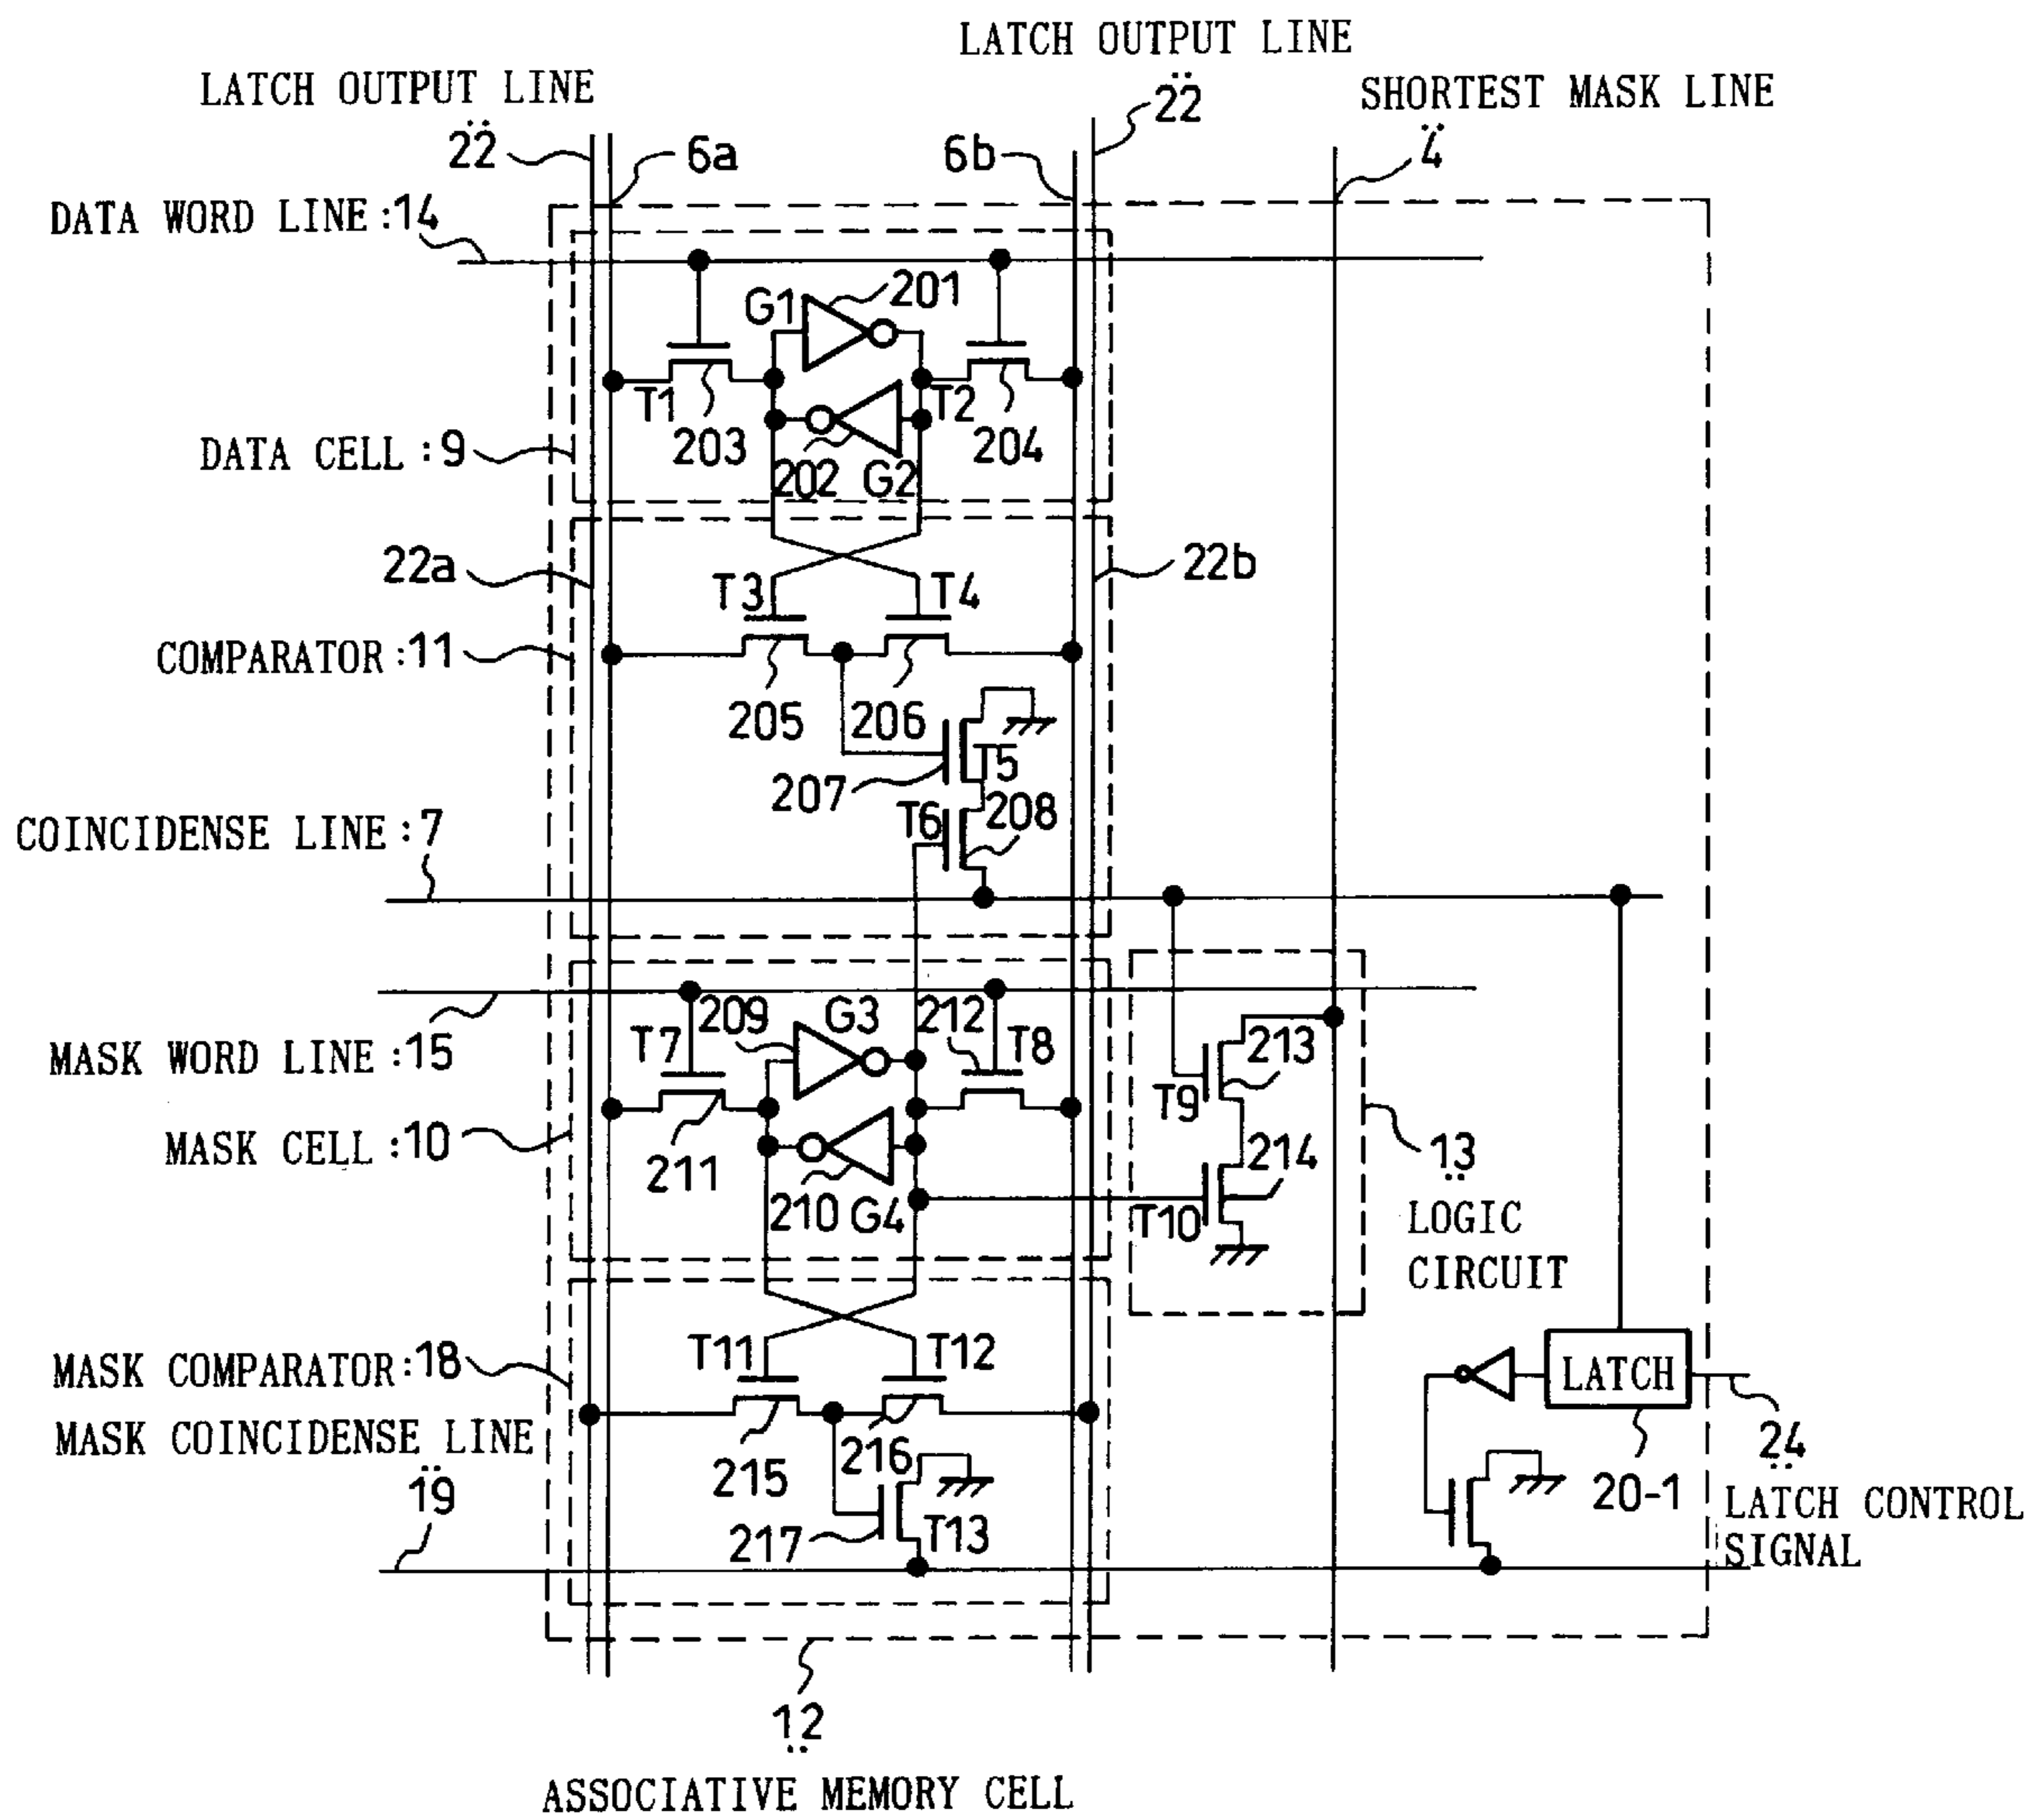 LATCH OUTPUT LINE
22
LATCH OUTPUT LINE
22
SHORTEST MASK LINE
4
6a
6b
DATA WORD LINE:14
G1
201
T1
203
T2
204
202
G2
DATA CELL:9
22a
22b
T3
T4
COMPARATOR:11
205
206
T5
207
T6
208
COINCIDENSE LINE:7
209
G3
212
T7
T8
MASK WORD LINE:15
213
T9
MASK CELL:10
211
210
G4
214
T10
13
LOGIC
CIRCUIT
T11
T12
MASK COMPARATOR:18
LATCH
MASK COINCIDENSE LINE
19
215
216
217
T13
20-1
24
LATCH CONTROL
SIGNAL
12
ASSOCIATIVE MEMORY CELL